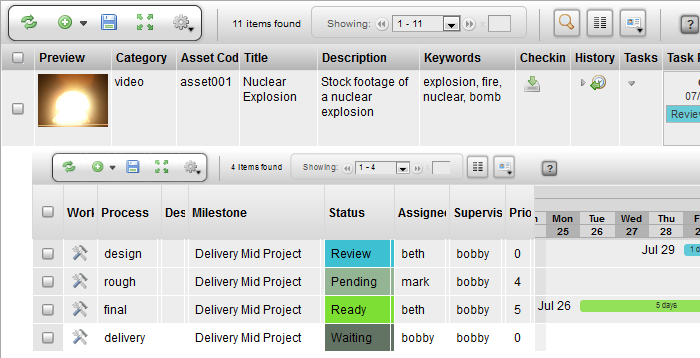 11 items found Showing: 1 - 11 x ?
Preview Category Asset Cod Title Description Keywords Checkin History Tasks Task
video asset001 Nuclear Explosion Stock footage of a nuclear explosion explosion, fire, nuclear, bomb
07/
Review
4 items found Showing: 1 - 4 x ?
Work Process Des Milestone Status Assigned Supervis Prio
Mon Tue Wed Thu
25 26 27 28 2
design Delivery Mid Project Review beth bobby 0 Jul 29 1 d
rough Delivery Mid Project Pending mark bobby 4
final Delivery Mid Project Ready beth bobby 5 Jul 26 5 days
delivery Delivery Mid Project Waiting bobby bobby 0